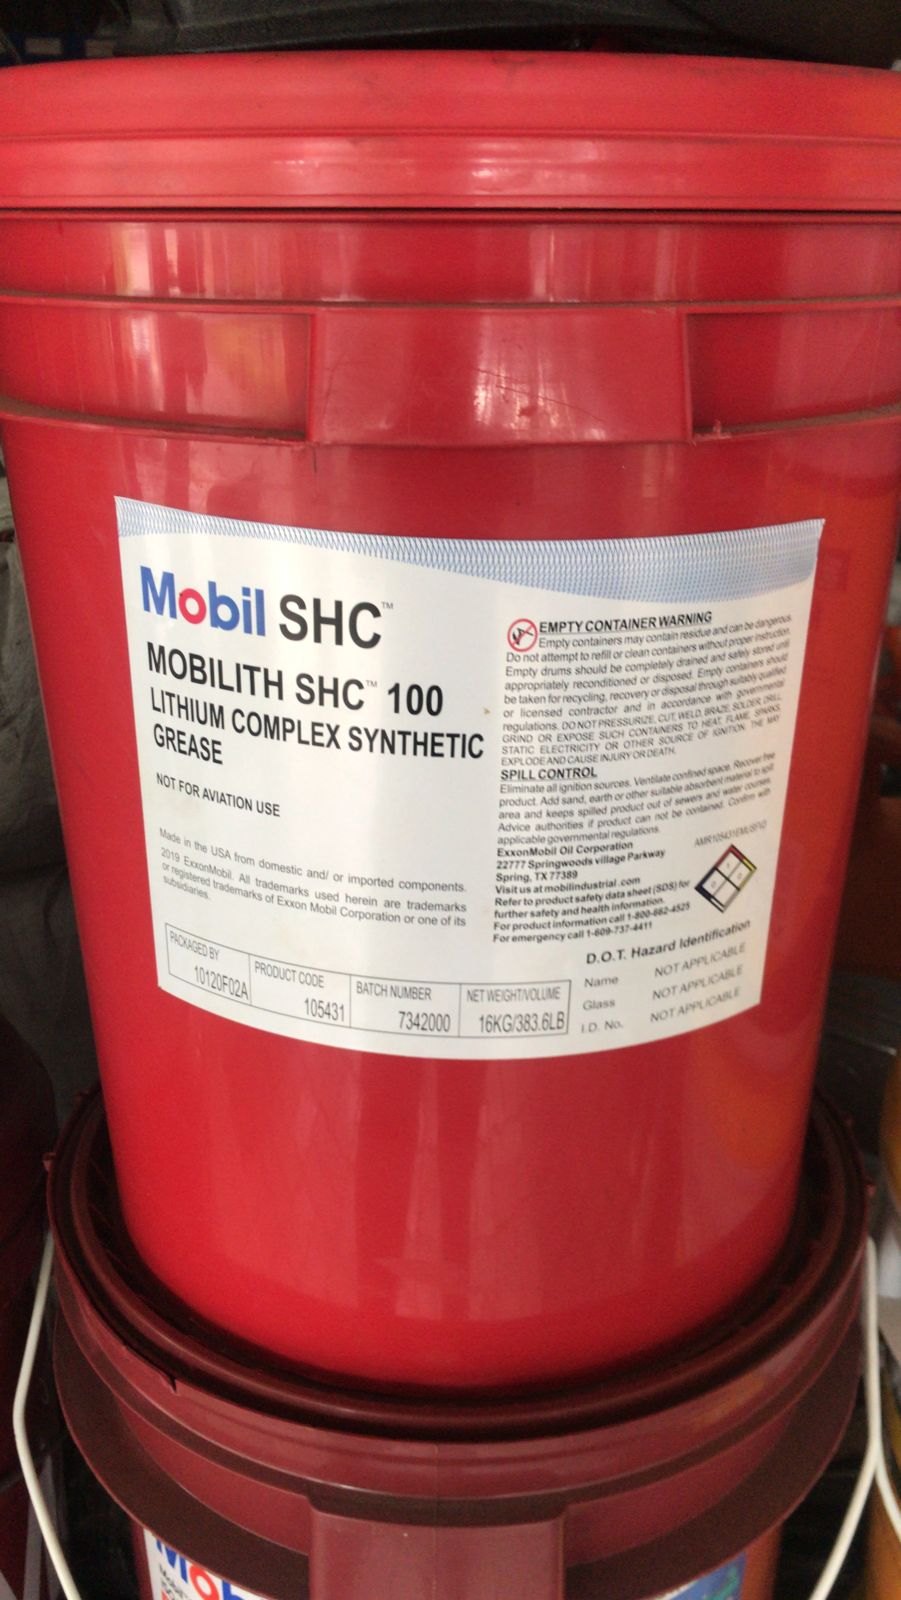 Mobil SHC™
MOBILITH SHC™ 100
LITHIUM COMPLEX SYNTHETIC
GREASE
NOT FOR AVIATION USE
Made in the USA from domestic and/ or imported components.
2019 ExxonMobil. All trademarks used herein are trademarks
or registered trademarks of Exxon Mobil Corporation or one of its
subsidiaries.
PACKAGED BY
10120F02A
PRODUCT CODE
105431
BATCH NUMBER
7342000
NET WEIGHT/VOLUME
16KG/383.6LB
EMPTY CONTAINER WARNING
Empty containers may contain residue and can be dangerous.
Do not attempt to refill or clean containers without proper instruction.
Empty drums should be completely drained and safely stored until
appropriately reconditioned or disposed. Empty containers should
be taken for recycling, recovery or disposal through suitably qualified
or licensed contractor and in accordance with governmental
regulations. DO NOT PRESSURIZE, CUT, WELD, BRAZE, SOLDER, DRILL,
GRIND OR EXPOSE SUCH CONTAINERS TO HEAT, FLAME, SPARKS,
STATIC ELECTRICITY OR OTHER SOURCE OF IGNITION. THE MAY
EXPLODE AND CAUSE INJURY OR DEATH.
SPILL CONTROL
Eliminate all ignition sources. Ventilate confined space. Recover free
product. Add sand, earth or other suitable absorbent material to spill
area and keeps spilled product out of sewers and water courses.
Advice authorities if product can not be contained. Confirm with
applicable governmental regulations.
ExxonMobil Oil Corporation
22777 Springwoods village Parkway
Spring, TX 77389
Visit us at mobilindustrial .com
Refer to product safety data sheet (SDS) for
further safety and health information.
For product information call 1-800-662-4525
For emergency call 1-609-737-4411
D.O.T. Hazard Identification
Name NOT APPLICABLE
Glass NOT APPLICABLE
I.D. No. NOT APPLICABLE
Mobil